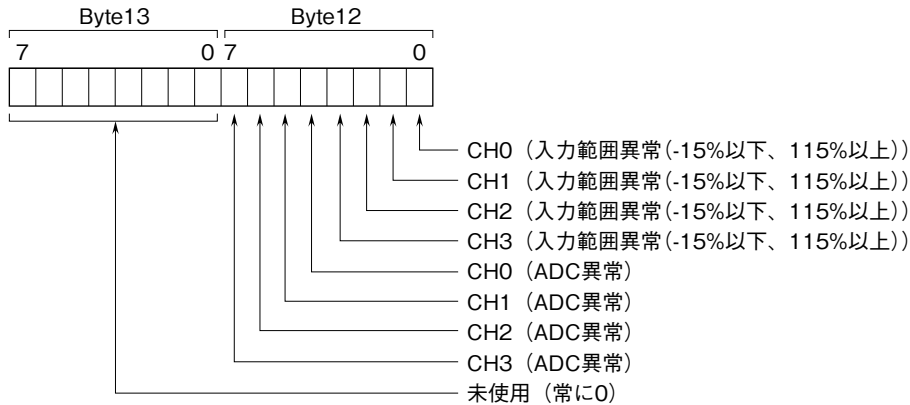 Byte13 Byte12
7 0 7 0
CH0（入力範囲異常(-15%以下、115%以上)）
CH1（入力範囲異常(-15%以下、115%以上)）
CH2（入力範囲異常(-15%以下、115%以上)）
CH3（入力範囲異常(-15%以下、115%以上)）
CH0（ADC異常）
CH1（ADC異常）
CH2（ADC異常）
CH3（ADC異常）
未使用（常に0）